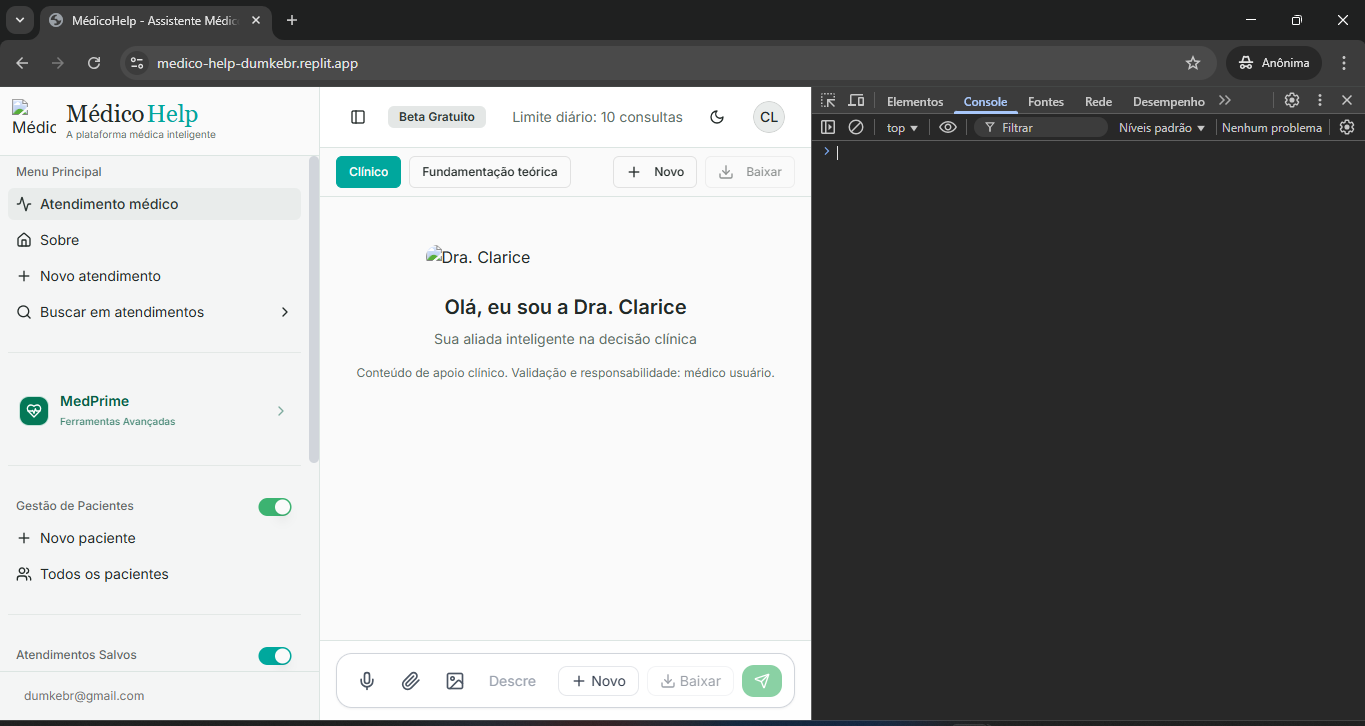 MédicoHelp - Assistente Médic
medico-help-dumkebr.replit.app
Anônima
Médic
Médico Help
A plataforma médica inteligente
Menu Principal
Atendimento médico
Sobre
Novo atendimento
Buscar em atendimentos
MedPrime
Ferramentas Avançadas
Gestão de Pacientes
Novo paciente
Todos os pacientes
Atendimentos Salvos
dumkebr@gmail.com
Beta Gratuito
Limite diário: 10 consultas
CL
Clínico
Fundamentação teórica
Novo
Baixar
Dra. Clarice
Olá, eu sou a Dra. Clarice
Sua aliada inteligente na decisão clínica
Conteúdo de apoio clínico. Validação e responsabilidade: médico usuário.
Descre
Novo
Baixar
Elementos
Console
Fontes
Rede
Desempenho
top
Filtrar
Níveis padrão
Nenhum problema